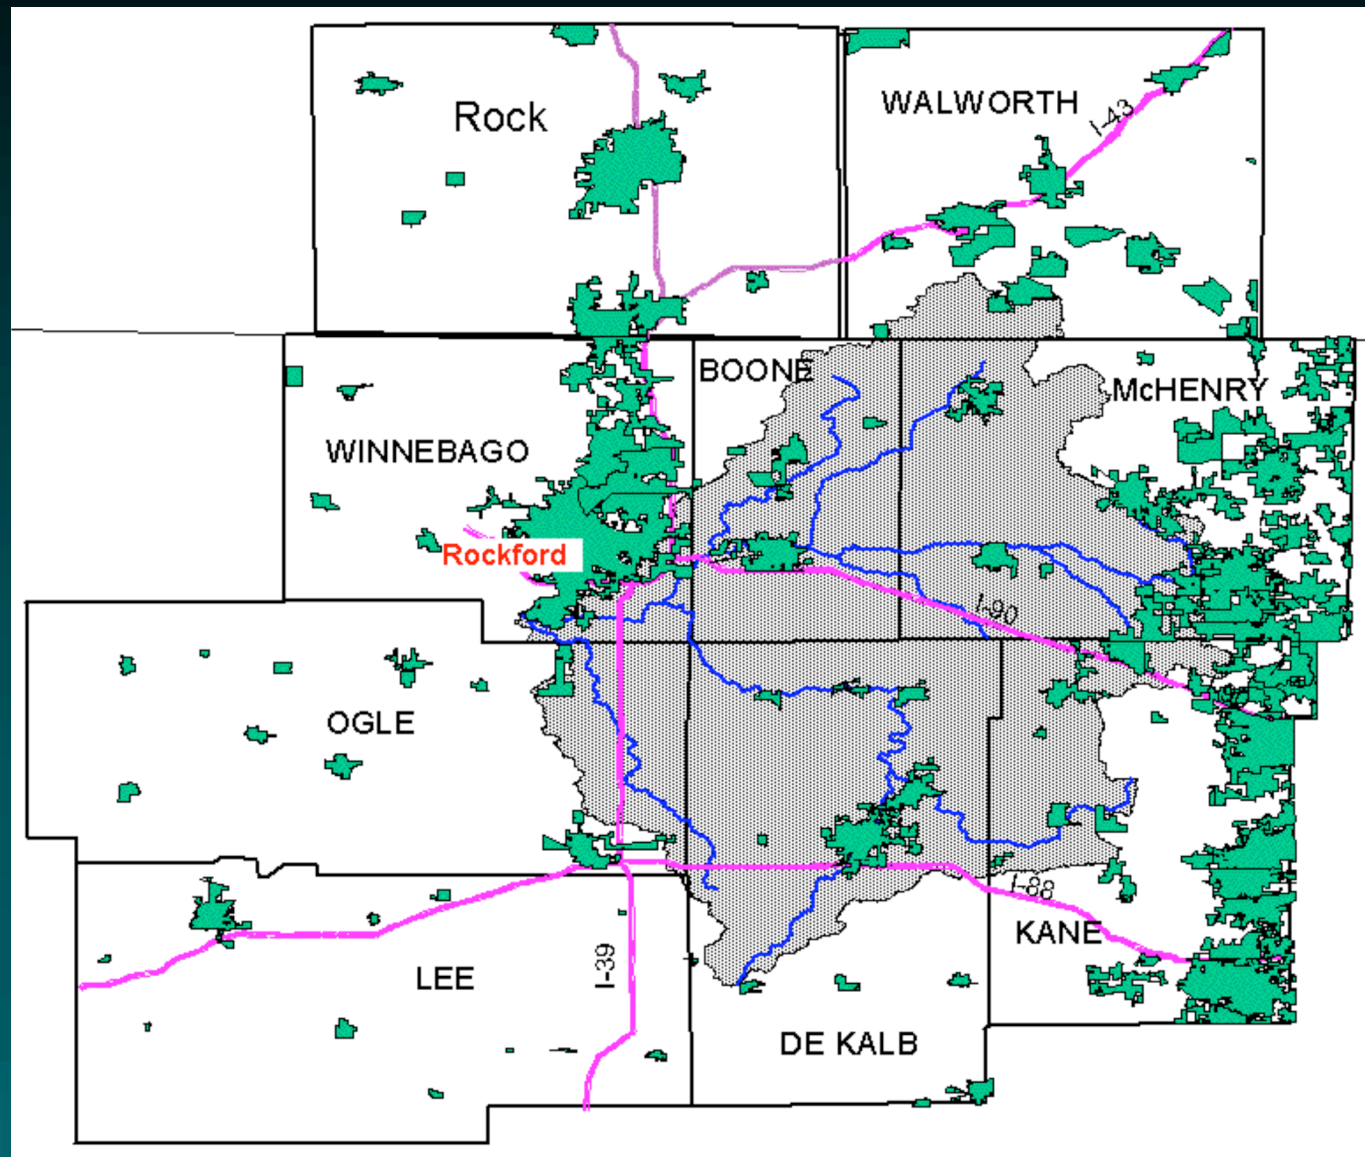 Rock
WALWORTH
I-43
BOONE
McHENRY
WINNEBAGO
Rockford
I-90
OGLE
I-88
KANE
LEE
I-39
DE KALB